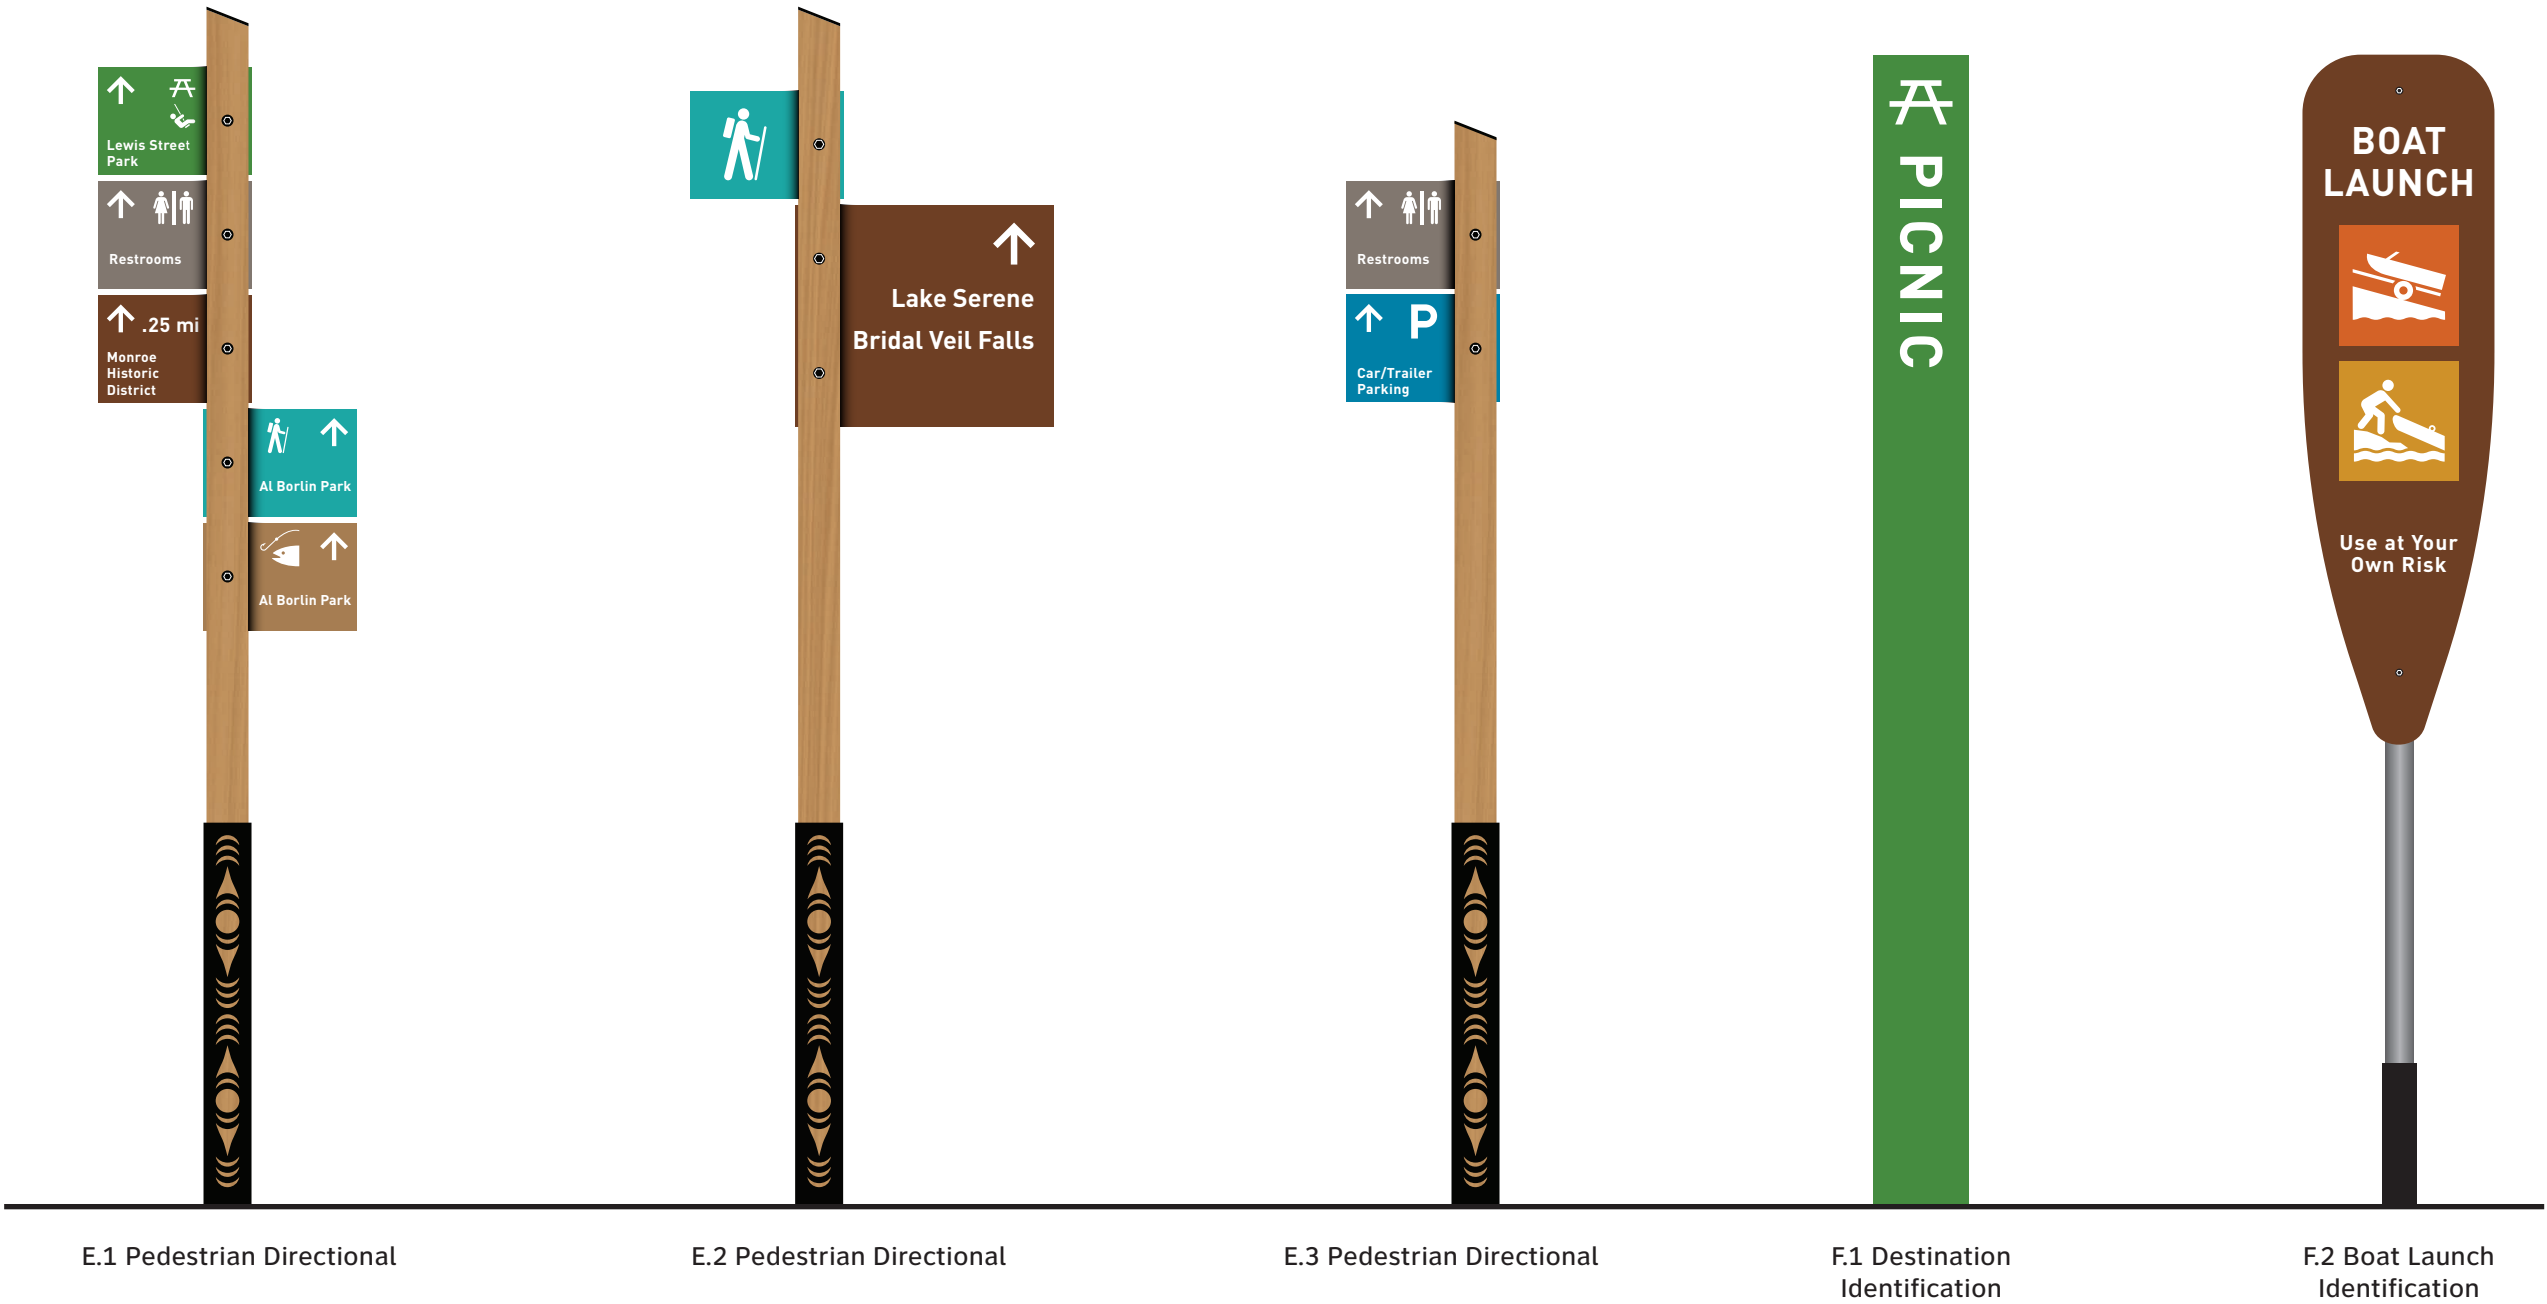 Lewis Street
Park
Restrooms
.25 mi
Monroe
Historic
District
Al Borlin Park
Al Borlin Park
Lake Serene
Bridal Veil Falls
Restrooms
P
Car/Trailer
Parking
PICNIC
BOAT
LAUNCH
Use at Your
Own Risk
E.1 Pedestrian Directional
E.2 Pedestrian Directional
E.3 Pedestrian Directional
F.1 Destination
Identification
F.2 Boat Launch
Identification